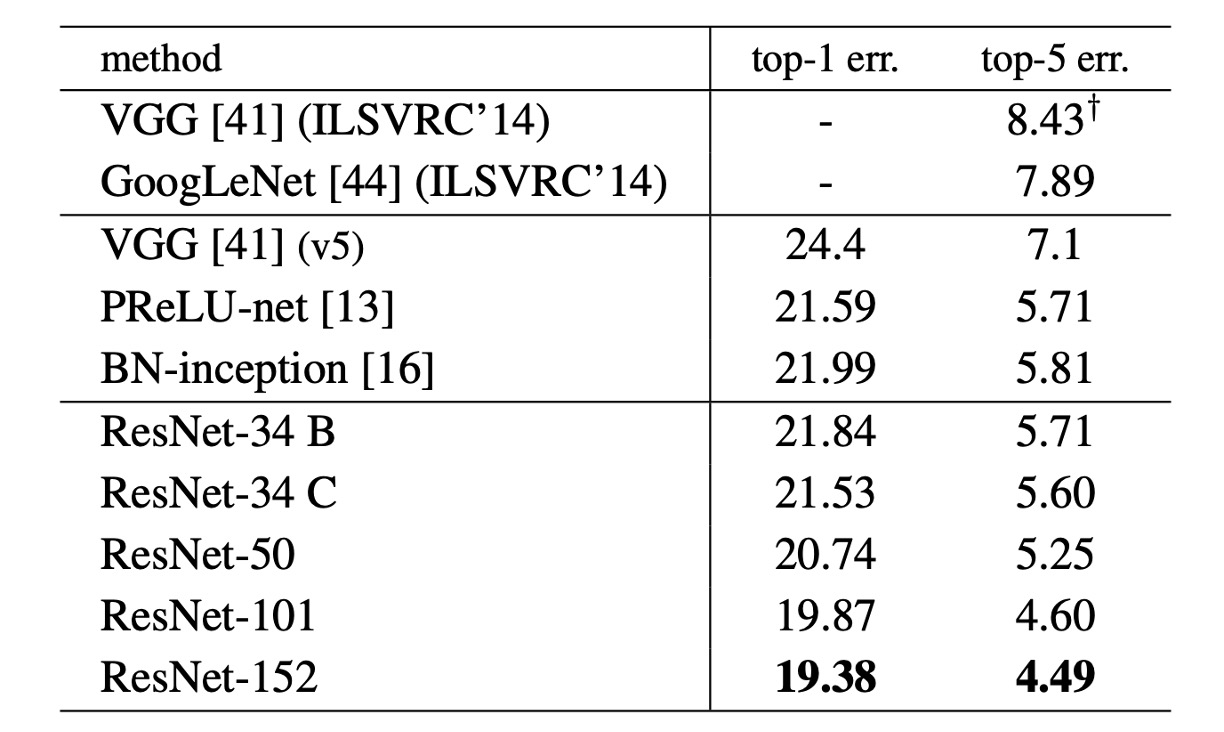 method top-1 err. top-5 err.
VGG [41] (ILSVRC’14) - 8.43†
GoogLeNet [44] (ILSVRC’14) - 7.89
VGG [41] (v5) 24.4 7.1
PReLU-net [13] 21.59 5.71
BN-inception [16] 21.99 5.81
ResNet-34 B 21.84 5.71
ResNet-34 C 21.53 5.60
ResNet-50 20.74 5.25
ResNet-101 19.87 4.60
ResNet-152 19.38 4.49